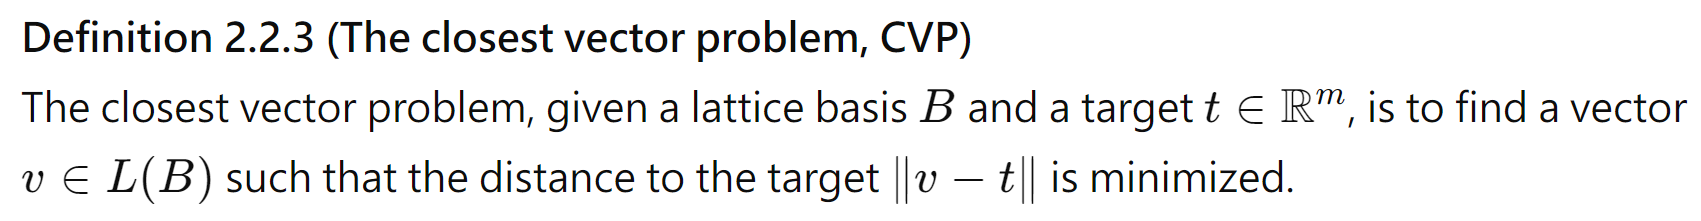 Definition 2.2.3 (The closest vector problem, CVP)
The closest vector problem, given a lattice basis B and a target t ∈ ℝᵐ, is to find a vector
v ∈ L(B) such that the distance to the target ||v − t|| is minimized.